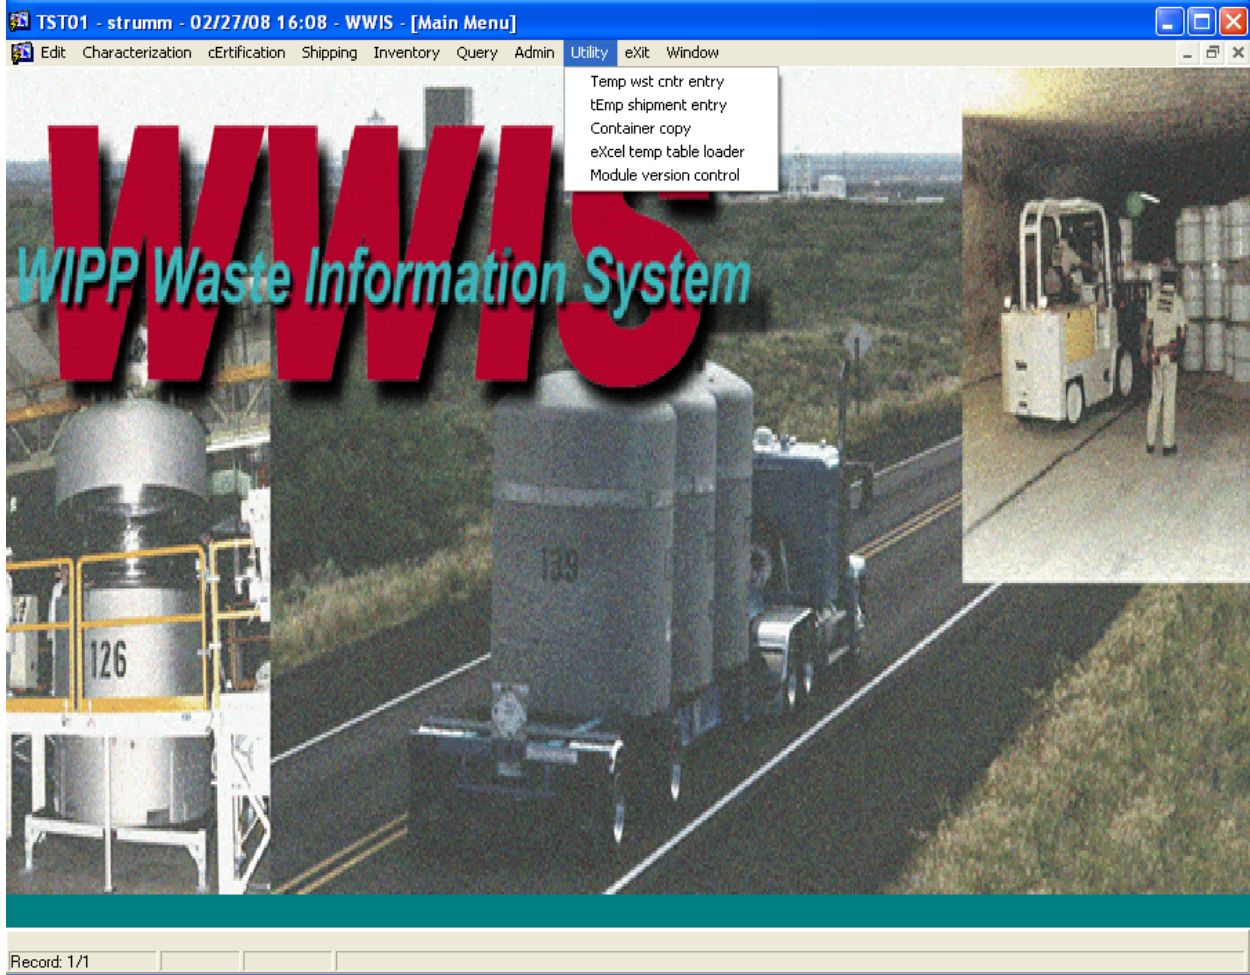 TST01 - strumm - 02/27/08 16:08 - WWIS - [Main Menu]
Edit Characterization cErtification Shipping Inventory Query Admin Utility eXit Window
Temp wst cntr entry
tEmp shipment entry
Container copy
eXcel temp table loader
Module version control
WWIS
WIPP Waste Information System
139
126
Record: 1/1